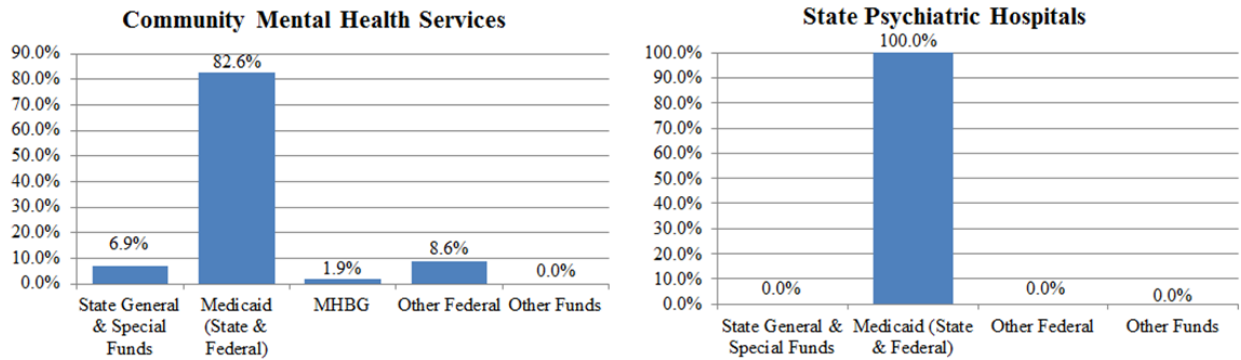 Community Mental Health Services
90.0%
80.0%
70.0%
60.0%
50.0%
40.0%
30.0%
20.0%
10.0%
0.0%
6.9%
82.6%
1.9%
8.6%
0.0%
State General
& Special
Funds
Medicaid
(State &
Federal)
MHBG
Other Federal
Other Funds
State Psychiatric Hospitals
100.0%
90.0%
80.0%
70.0%
60.0%
50.0%
40.0%
30.0%
20.0%
10.0%
0.0%
0.0%
100.0%
0.0%
0.0%
State General &
Special Funds
Medicaid (State
& Federal)
Other Federal
Other Funds